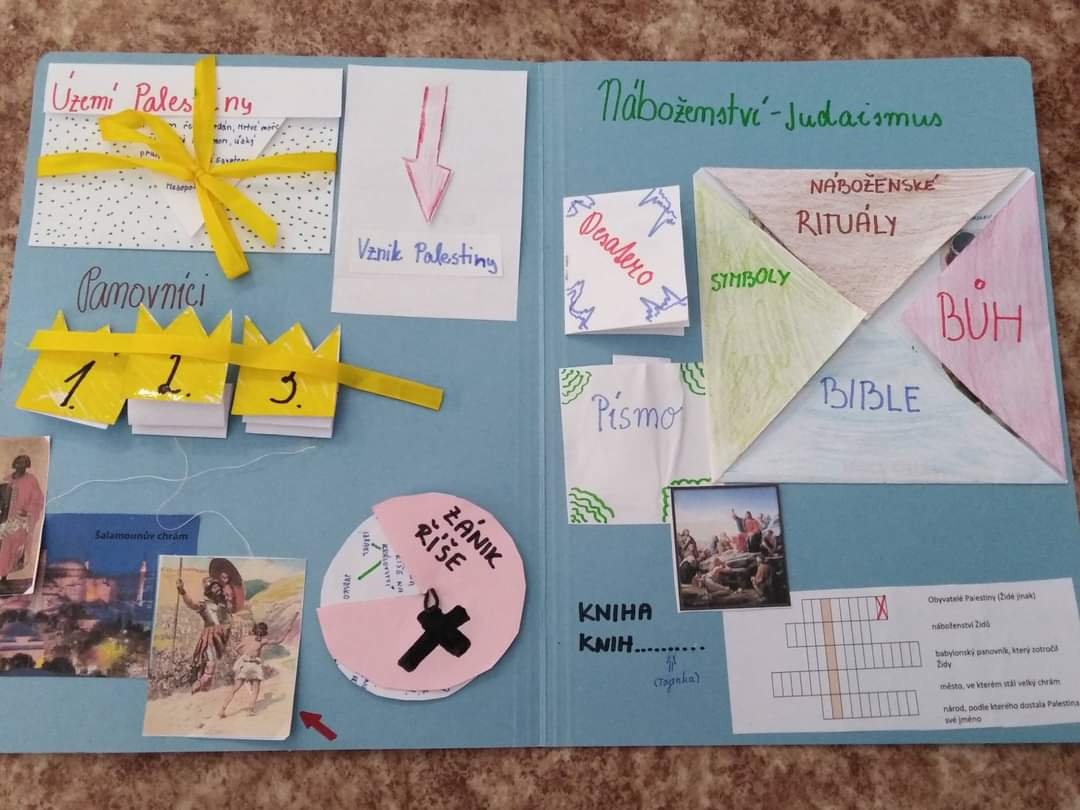 Území Palestiny
Mrtvé moře
Vznik Palestiny
Panovníci
1.
2.
3.
Šalamounův chrám
ZÁNIK
ŘÍŠE
Náboženství - Judaismus
Desatero
NÁBOŽENSKÉ
RITUÁLY
SYMBOLY
BŮH
BIBLE
Písmo
KNIHA
KNIH..........
(Tajenka)
Obyvatelé Palestiny (Židé jinak)
náboženství Židů
babylonský panovník, který zotročil
Židy
město, ve kterém stál velký chrám
národ, podle kterého dostala Palestina
své jméno